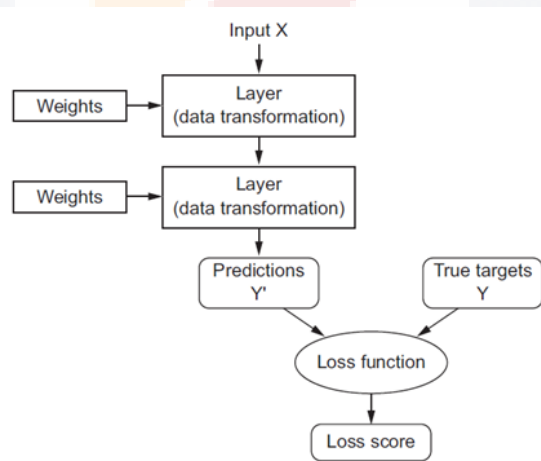 Input X
Weights
Layer
(data transformation)
Weights
Layer
(data transformation)
Predictions
Y'
True targets
Y
Loss function
Loss score